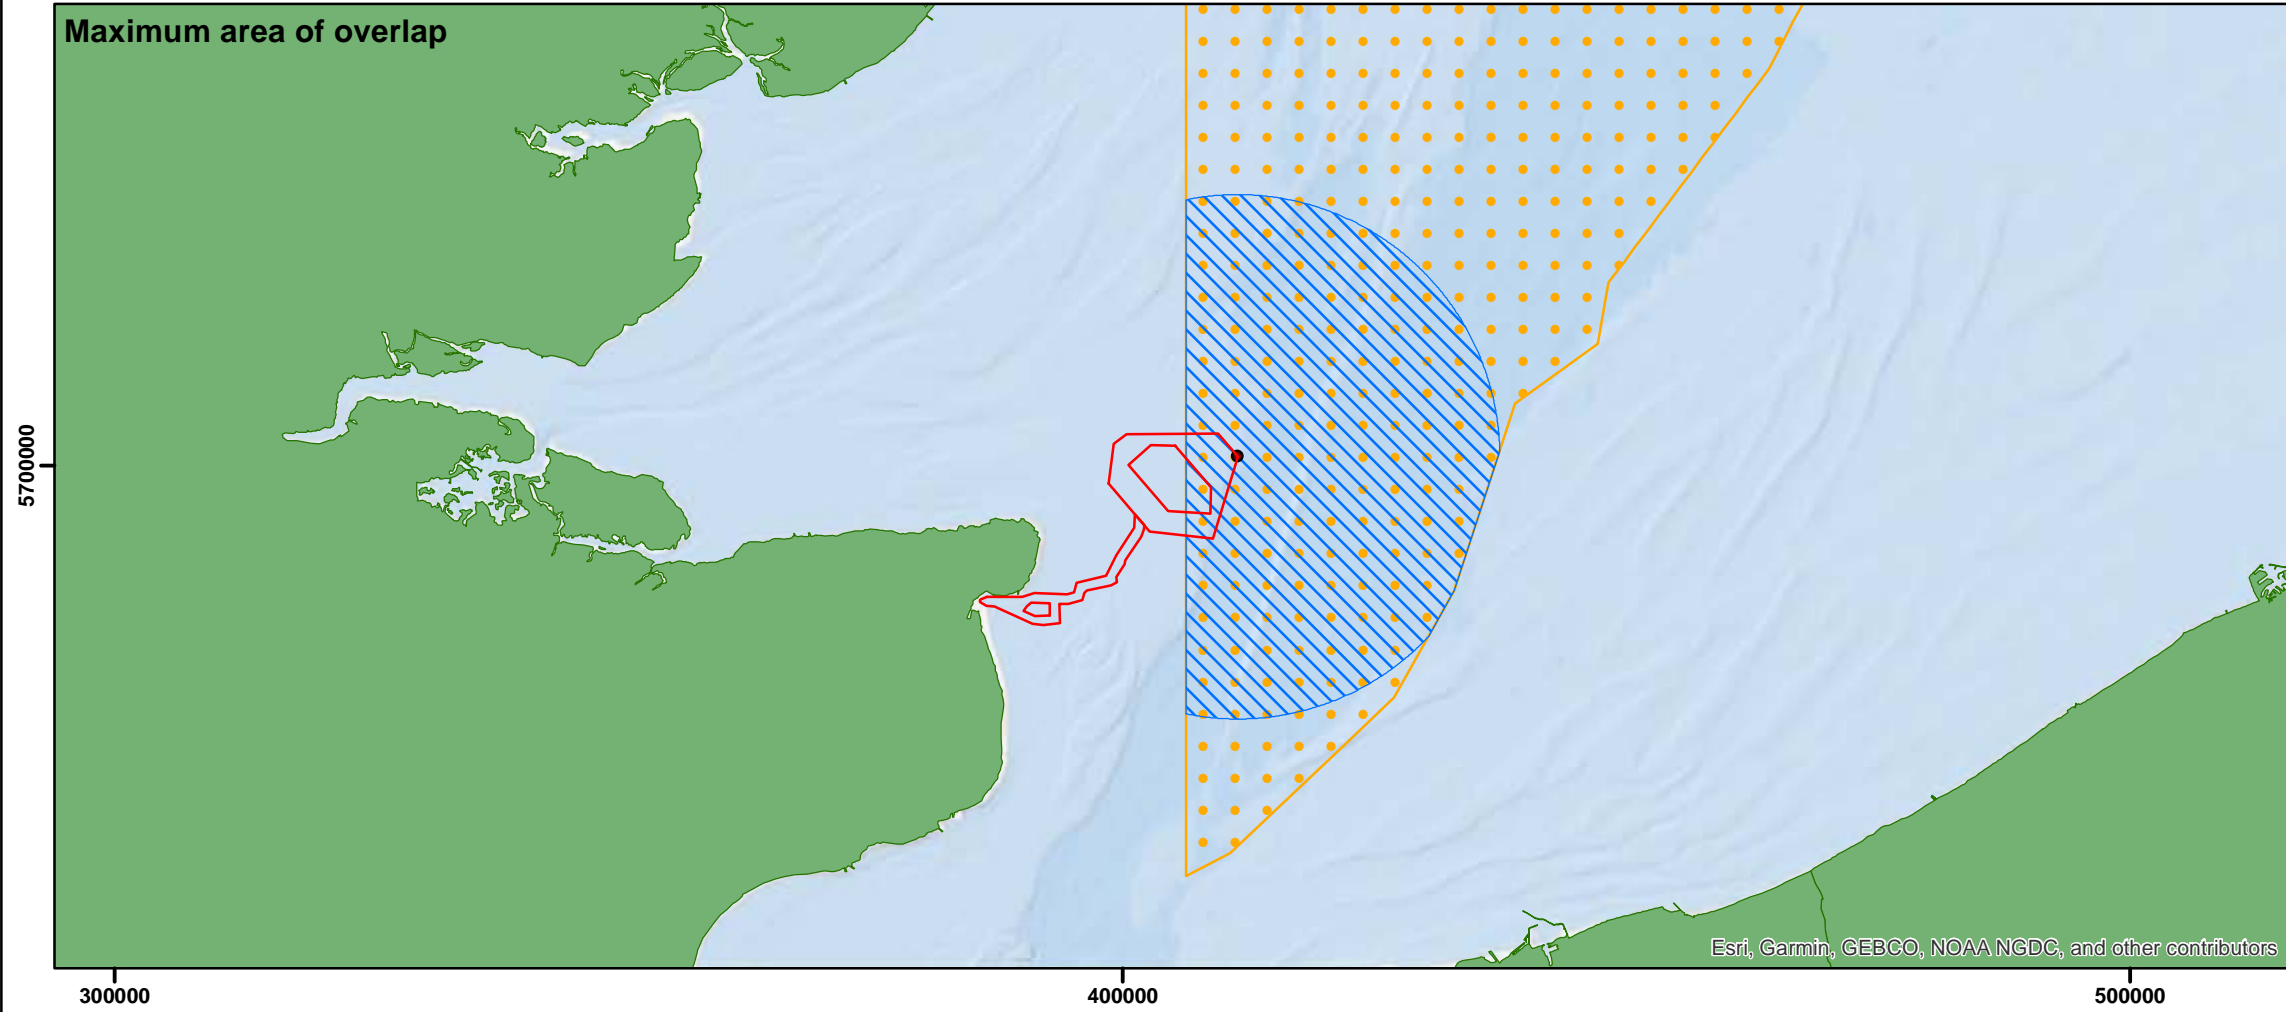 Maximum area of overlap
5700000
Esri, Garmin, GEBCO, NOAA NGDC, and other contributors
300000
400000
500000